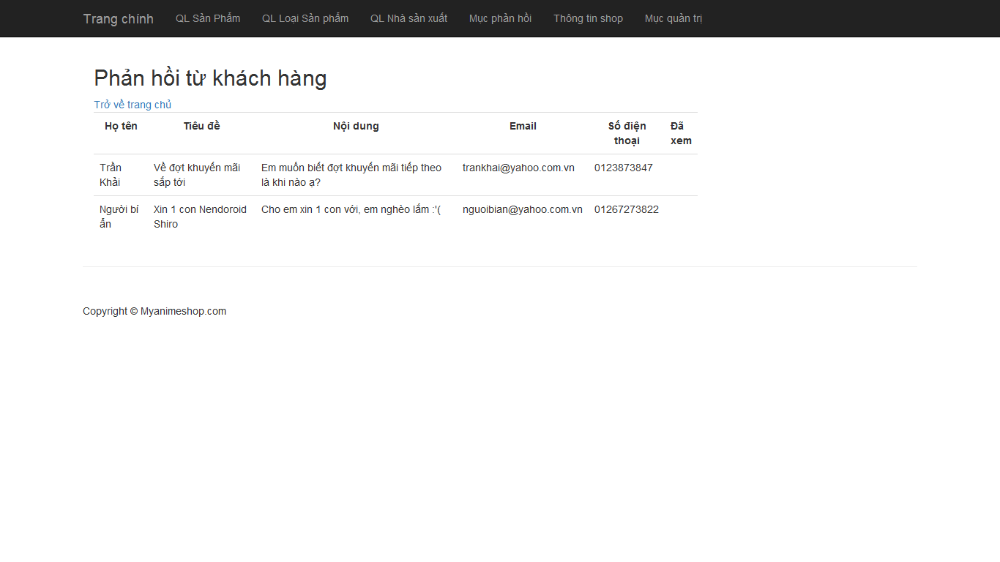 Trang chính QL Sản Phẩm QL Loại Sản phẩm QL Nhà sản xuất Mục phản hồi Thông tin shop Mục quản trị
Phản hồi từ khách hàng
Trở về trang chủ
Họ tên Tiêu đề Nội dung Email Số điện thoại Đã xem
Trần Khải Về đợt khuyến mãi sắp tới Em muốn biết đợt khuyến mãi tiếp theo là khi nào ạ? trankhai@yahoo.com.vn 0123873847
Người bí ẩn Xin 1 con Nendoroid Shiro Cho em xin 1 con với, em nghèo lắm :'( nguoibian@yahoo.com.vn 01267273822
Copyright © Myanimeshop.com